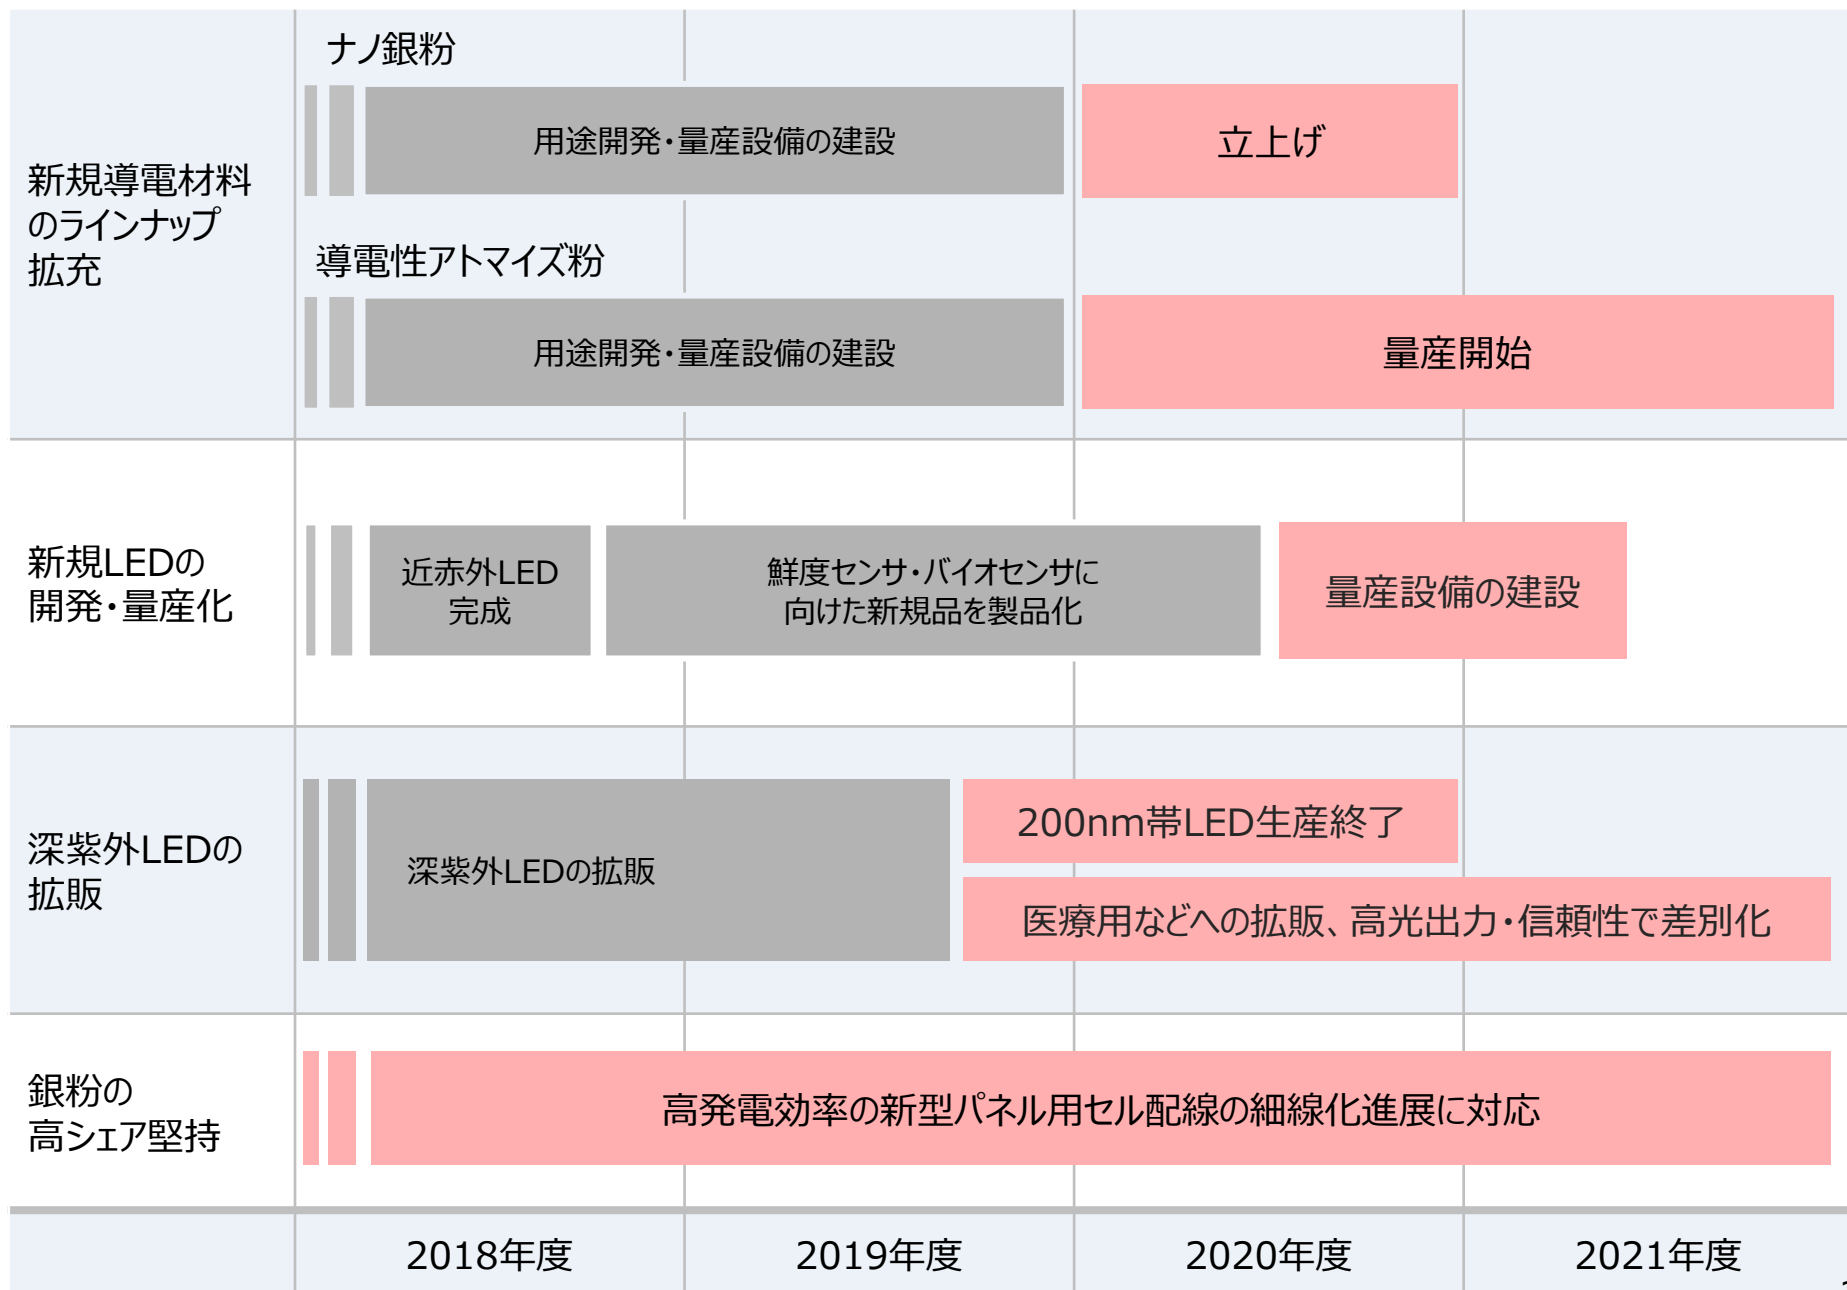 ナノ銀粉
用途開発・量産設備の建設
立上げ
新規導電材料
のラインナップ
拡充
導電性アトマイズ粉
用途開発・量産設備の建設
量産開始
新規LEDの
開発・量産化
近赤外LED
完成
鮮度センサ・バイオセンサに
向けた新規品を製品化
量産設備の建設
深紫外LEDの
拡販
深紫外LEDの拡販
200nm帯LED生産終了
医療用などへの拡販、高光出力・信頼性で差別化
銀粉の
高シェア堅持
高発電効率の新型パネル用セル配線の細線化進展に対応
2018年度
2019年度
2020年度
2021年度